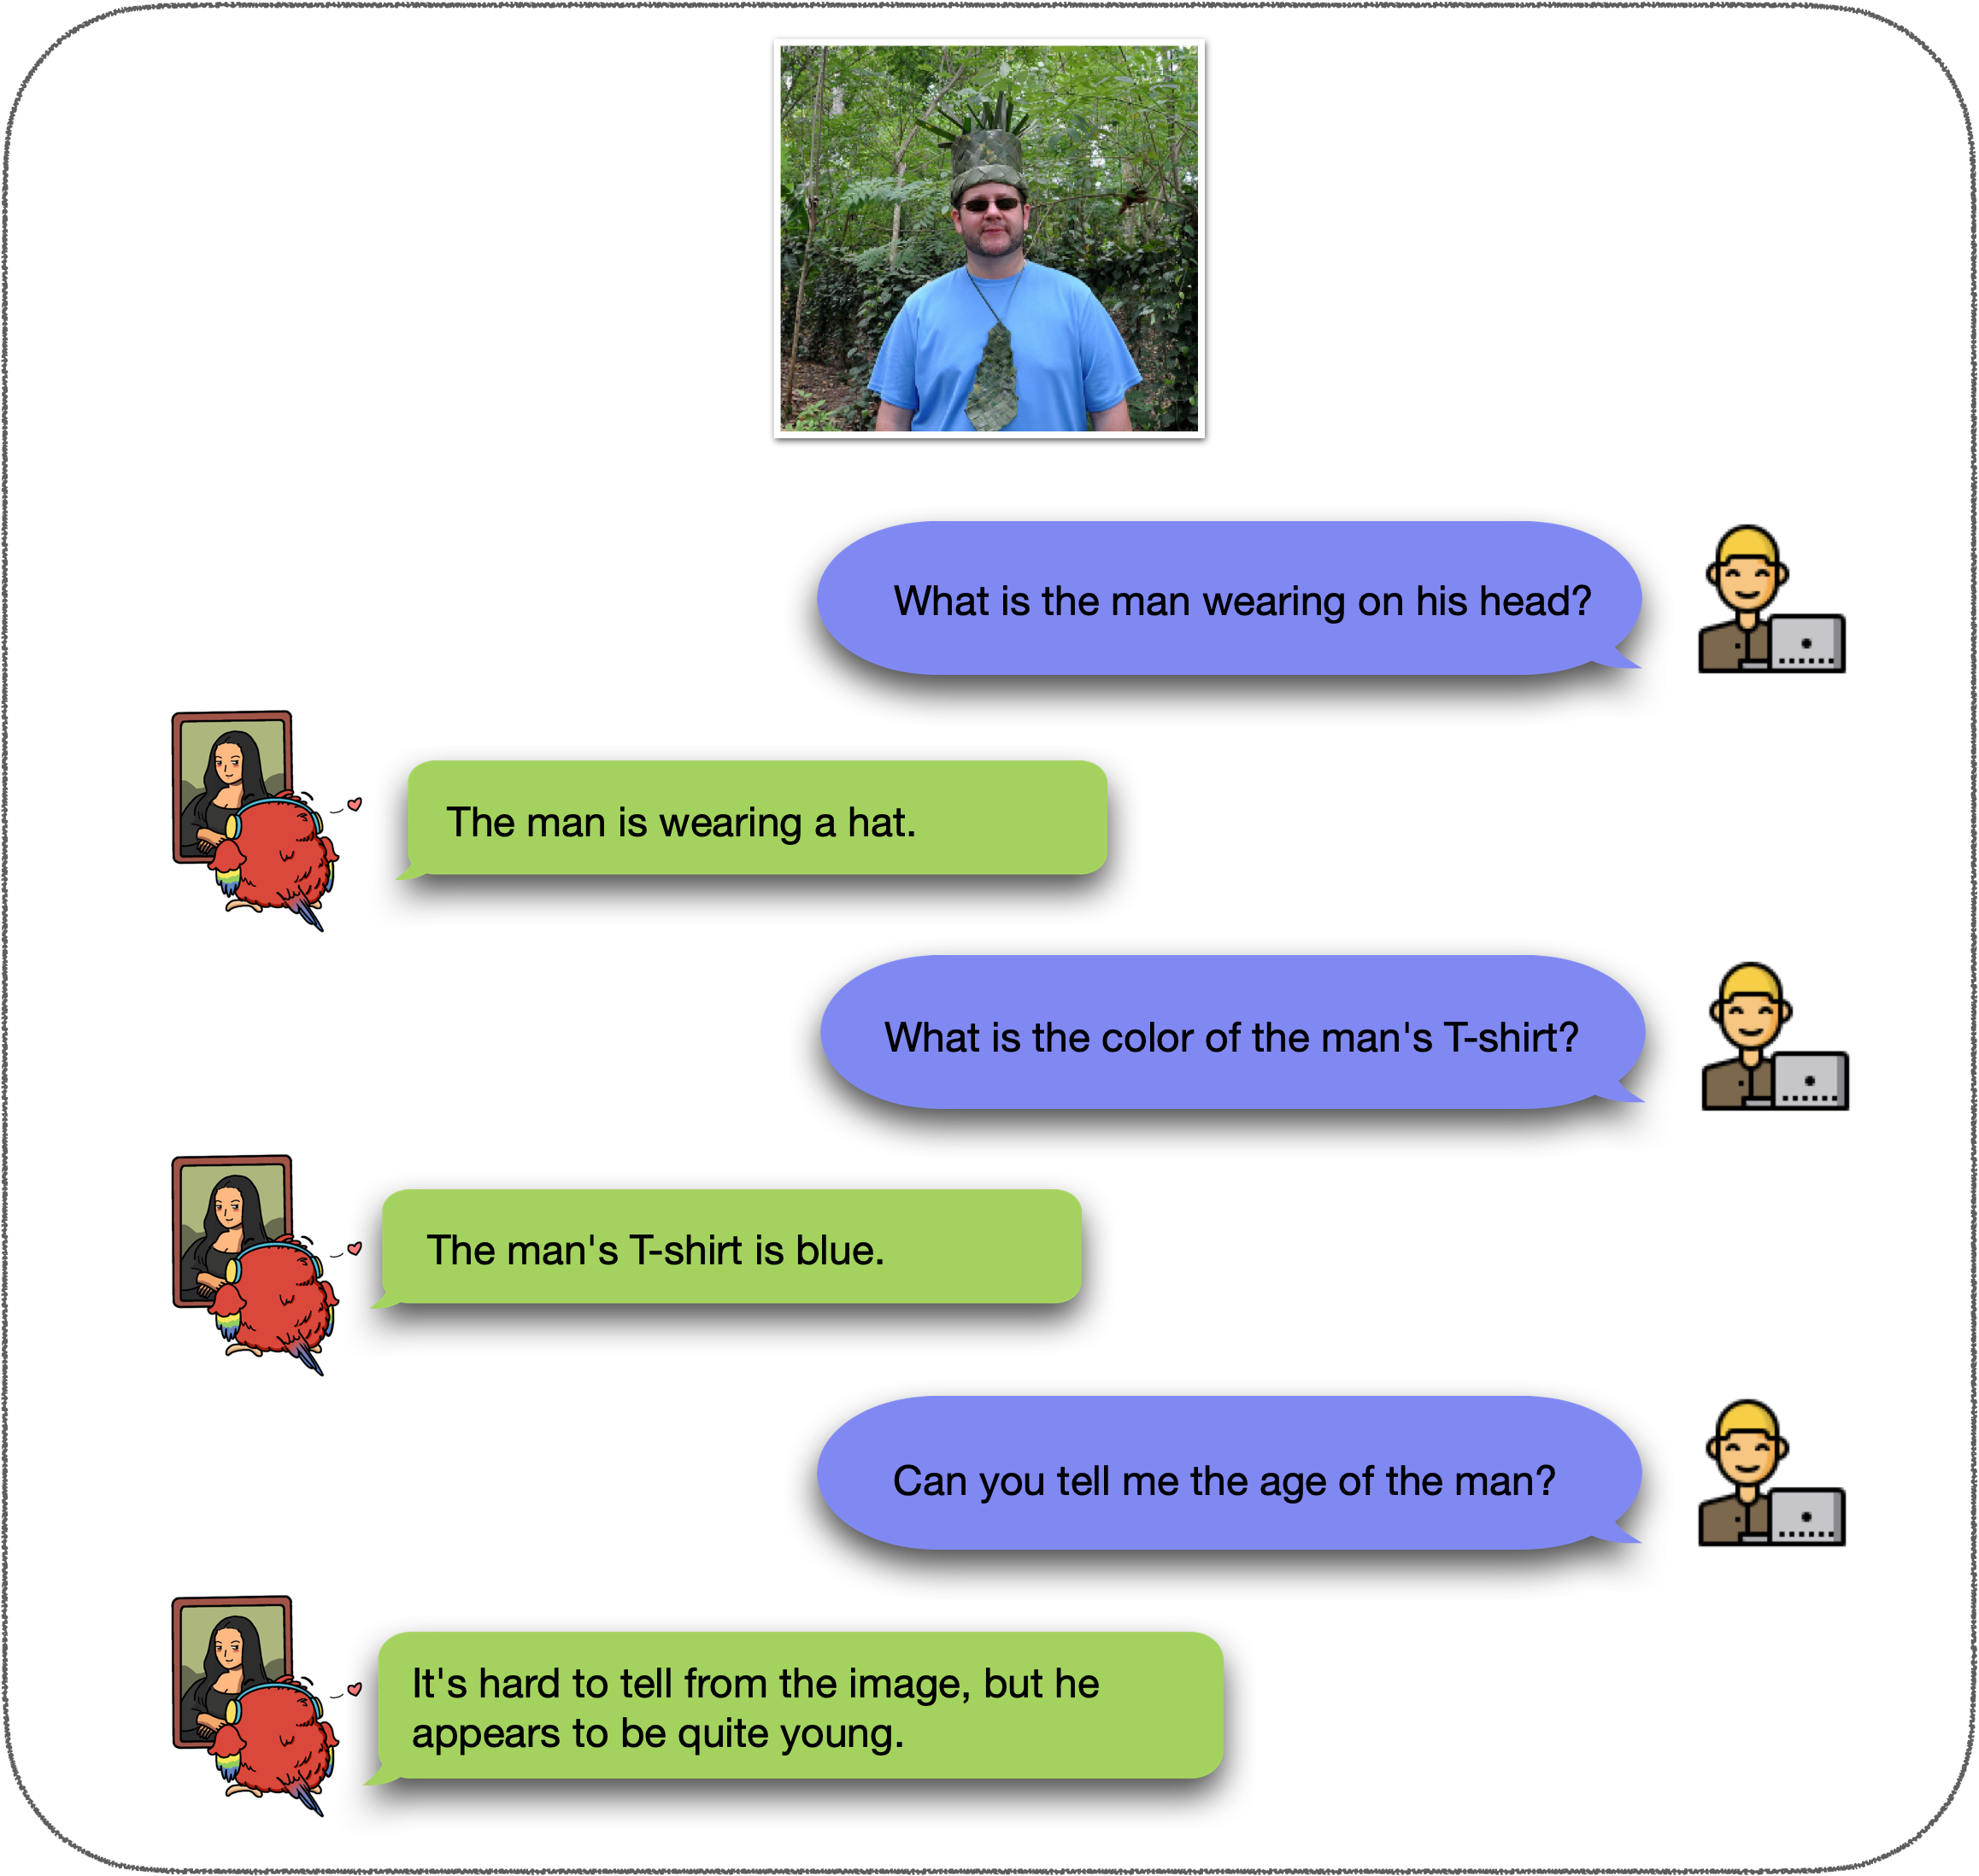 What is the man wearing on his head?
The man is wearing a hat.
What is the color of the man's T-shirt?
The man's T-shirt is blue.
Can you tell me the age of the man?
It's hard to tell from the image, but he
appears to be quite young.